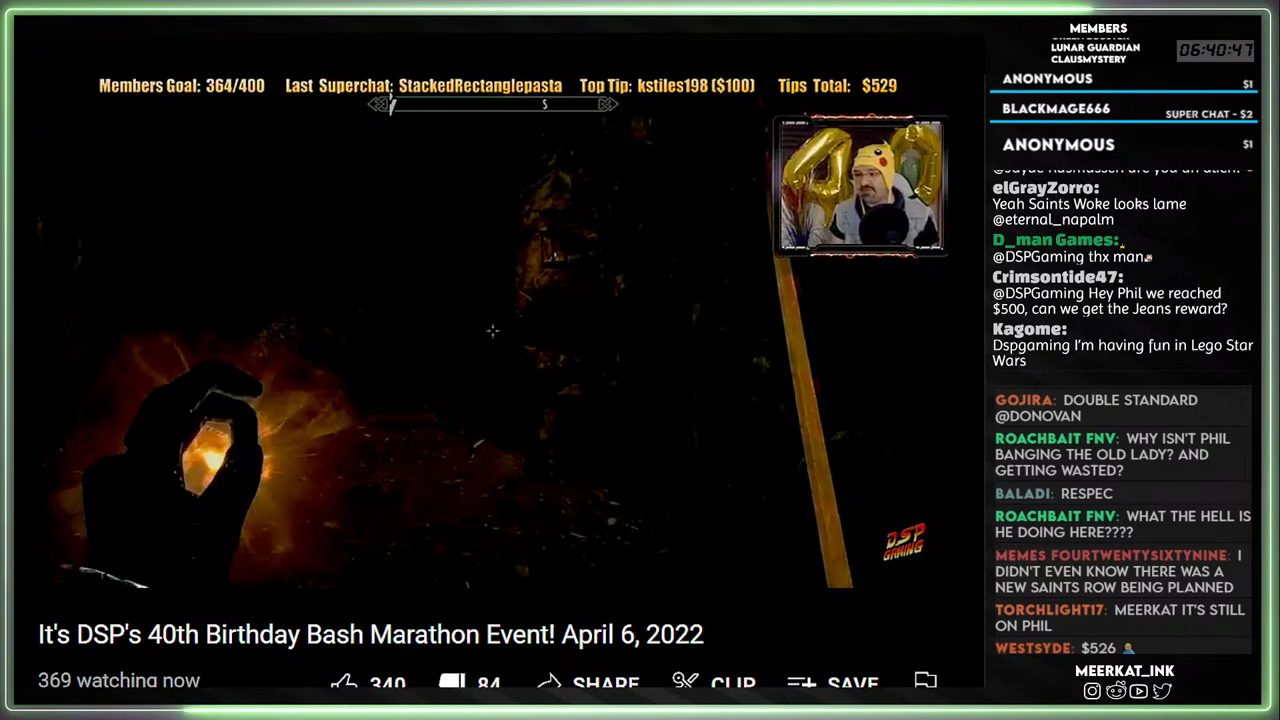 Members Goal: 364/400 Last Superchat: StackedRectanglepasta Top Tip: kstiles198 ($100) Tips Total: $529
S
40
DSP
GAMING
It's DSP's 40th Birthday Bash Marathon Event! April 6, 2022
369 watching now
340 84 SHARE CLIP SAVE
MEMBERS
LUNAR GUARDIAN
CLAUSMYSTERY
06:40:47
ANONYMOUS $1
BLACKMAGE666 SUPER CHAT - $2
ANONYMOUS $1
elGrayZorro:
Yeah Saints Woke looks lame
@eternal_napalm
D_man Games:
@DSPGaming thx man
Crimsontide47:
@DSPGaming Hey Phil we reached
$500, can we get the Jeans reward?
Kagome:
Dspgaming I'm having fun in Lego Star
Wars
GOJIRA: DOUBLE STANDARD
@DONOVAN
ROACHBAIT FNV: WHY ISN'T PHIL
BANGING THE OLD LADY? AND
GETTING WASTED?
BALADI: RESPEC
ROACHBAIT FNV: WHAT THE HELL IS
HE DOING HERE????
MEMES FOURTWENTYSIXTYNINE: I
DIDN'T EVEN KNOW THERE WAS A
NEW SAINTS ROW BEING PLANNED
TORCHLIGHT17: MEERKAT IT'S STILL
ON PHIL
WESTSYDE: $526
MEERKAT_INK